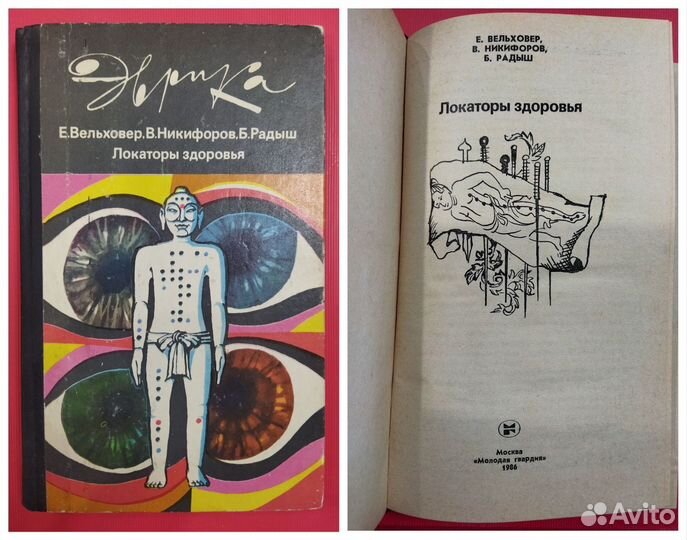 Эврика
Е.Вельховер,В.Никифоров,Б.Радыш
Локаторы здоровья
Е. ВЕЛЬХОВЕР,
В. НИКИФОРОВ,
Б. РАДЫШ
Локаторы здоровья
Москва
«Молодая гвардия»
1986
Avito